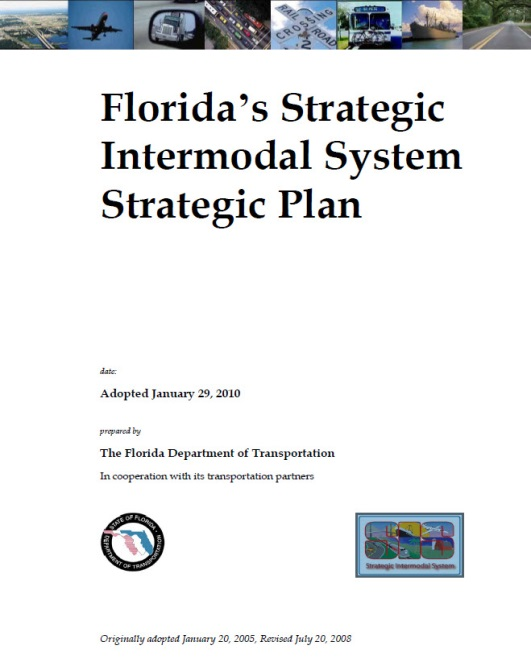 RAIL CROSSING ROAD
Florida's Strategic
Intermodal System
Strategic Plan
date:
Adopted January 29, 2010
prepared by
The Florida Department of Transportation
In cooperation with its transportation partners
STATE OF FLORIDA
DEPARTMENT OF TRANSPORTATION
SIS
Strategic Intermodal System
Originally adopted January 20, 2005, Revised July 20, 2008